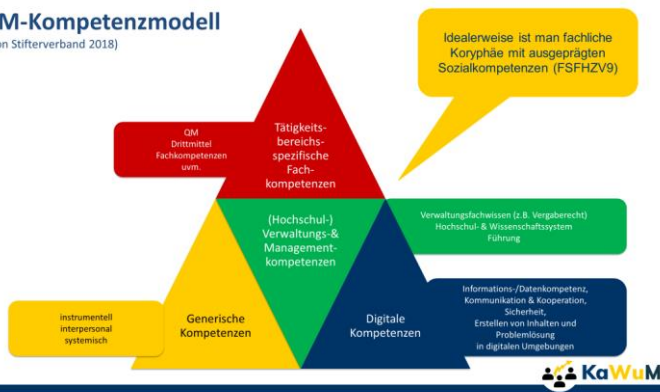 M-Kompetenzmodell
on Stifterverband 2018)
Idealerweise ist man fachliche
Koryphäe mit ausgeprägten
Sozialkompetenzen (FSFHZV9)
QM
Drittmittel
Fachkompetenzen
uvm.
Tätigkeits-
bereichs-
spezifische
Fach-
kompetenzen
(Hochschul-)
Verwaltungs-&
Management-
kompetenzen
Verwaltungsfachwissen (z.B. Vergaberecht)
Hochschul- & Wissenschaftssystem
Führung
instrumentell
interpersonal
systemisch
Generische
Kompetenzen
Digitale
Kompetenzen
Informations-/Datenkompetenz,
Kommunikation & Kooperation,
Sicherheit,
Erstellen von Inhalten und
Problemlösung
in digitalen Umgebungen
KaWuM